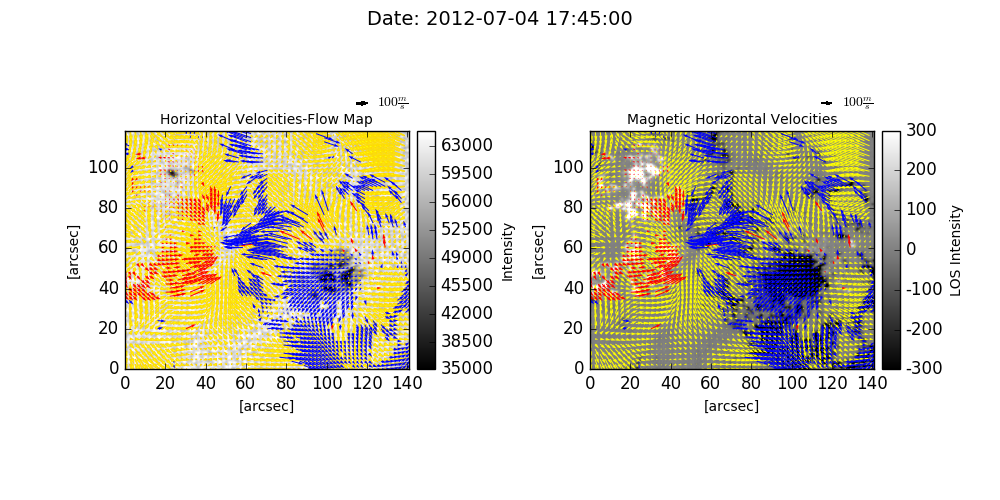 Date: 2012-07-04 17:45:00
100 m/s
100 m/s
Horizontal Velocities-Flow Map
Magnetic Horizontal Velocities
100
80
60
40
20
0
0 20 40 60 80 100 120 140
[arcsec]
[arcsec]
63000
59500
56000
52500
49000
45500
42000
38500
35000
Intensity
100
80
60
40
20
0
0 20 40 60 80 100 120 140
[arcsec]
[arcsec]
300
200
100
0
-100
-200
-300
LOS Intensity